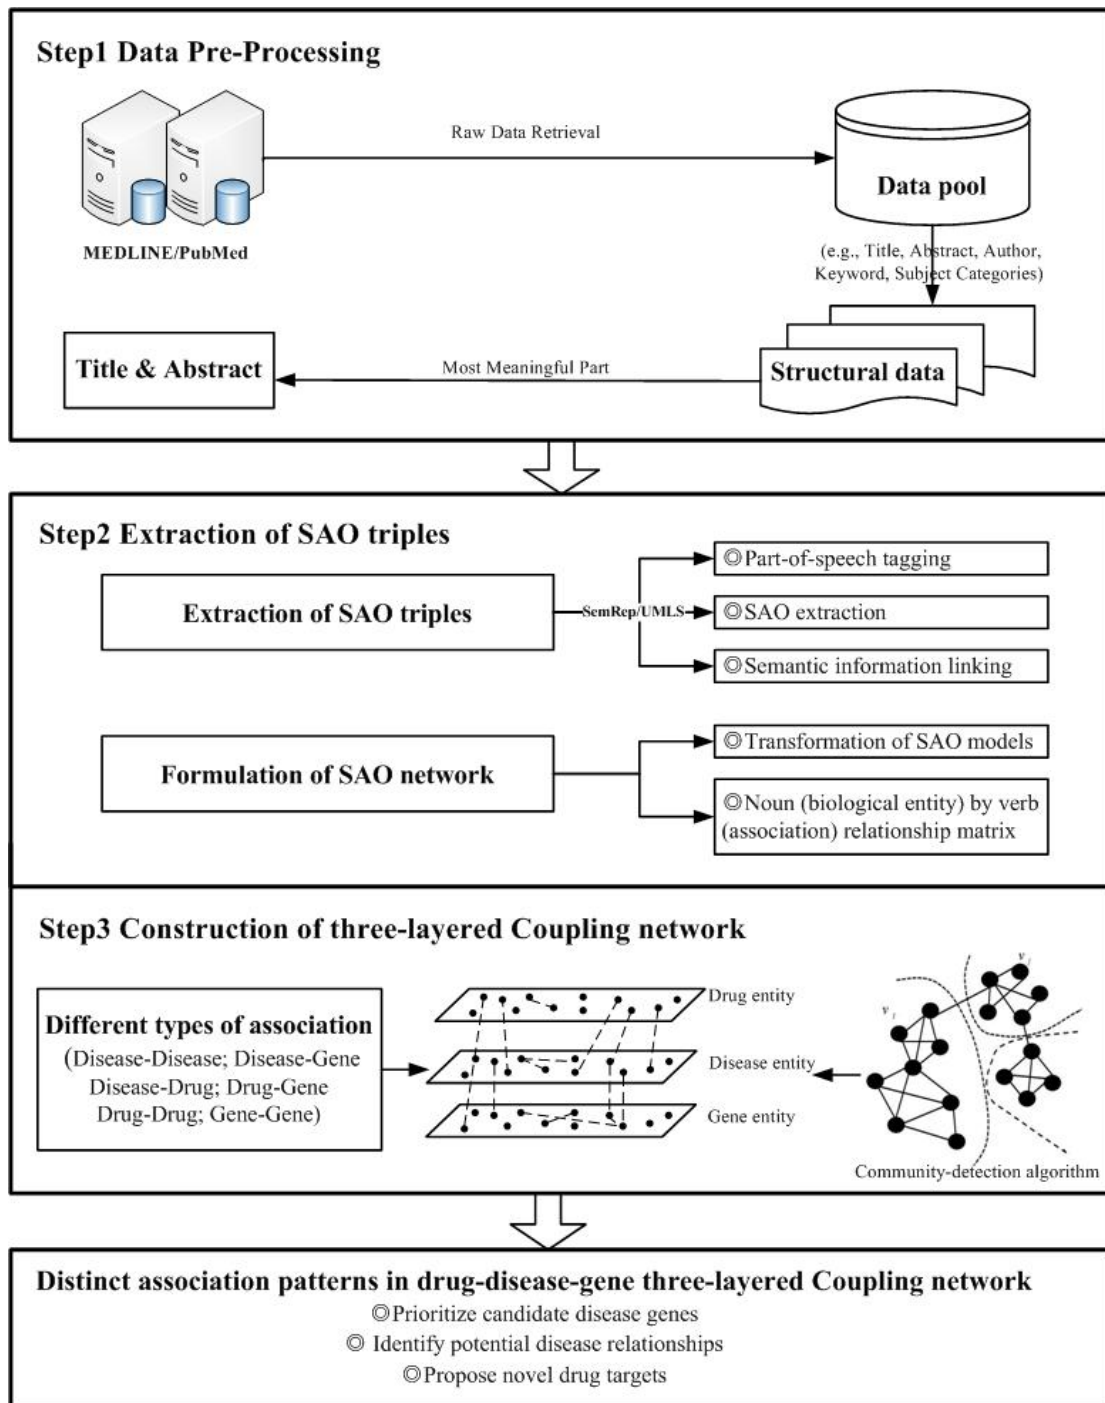 Step1 Data Pre-Processing
Raw Data Retrieval
Data pool
MEDLINE/PubMed
(e.g., Title, Abstract, Author,
Keyword, Subject Categories)
Title & Abstract
Most Meaningful Part
Structural data
Step2 Extraction of SAO triples
Extraction of SAO triples
SemRep/UMLS
◎Part-of-speech tagging
◎SAO extraction
◎Semantic information linking
Formulation of SAO network
◎Transformation of SAO models
◎Noun (biological entity) by verb
(association) relationship matrix
Step3 Construction of three-layered Coupling network
Different types of association
(Disease-Disease; Disease-Gene
Disease-Drug; Drug-Gene
Drug-Drug; Gene-Gene)
Drug entity
Disease entity
Gene entity
Community-detection algorithm
Distinct association patterns in drug-disease-gene three-layered Coupling network
◎Prioritize candidate disease genes
◎ Identify potential disease relationships
◎Propose novel drug targets